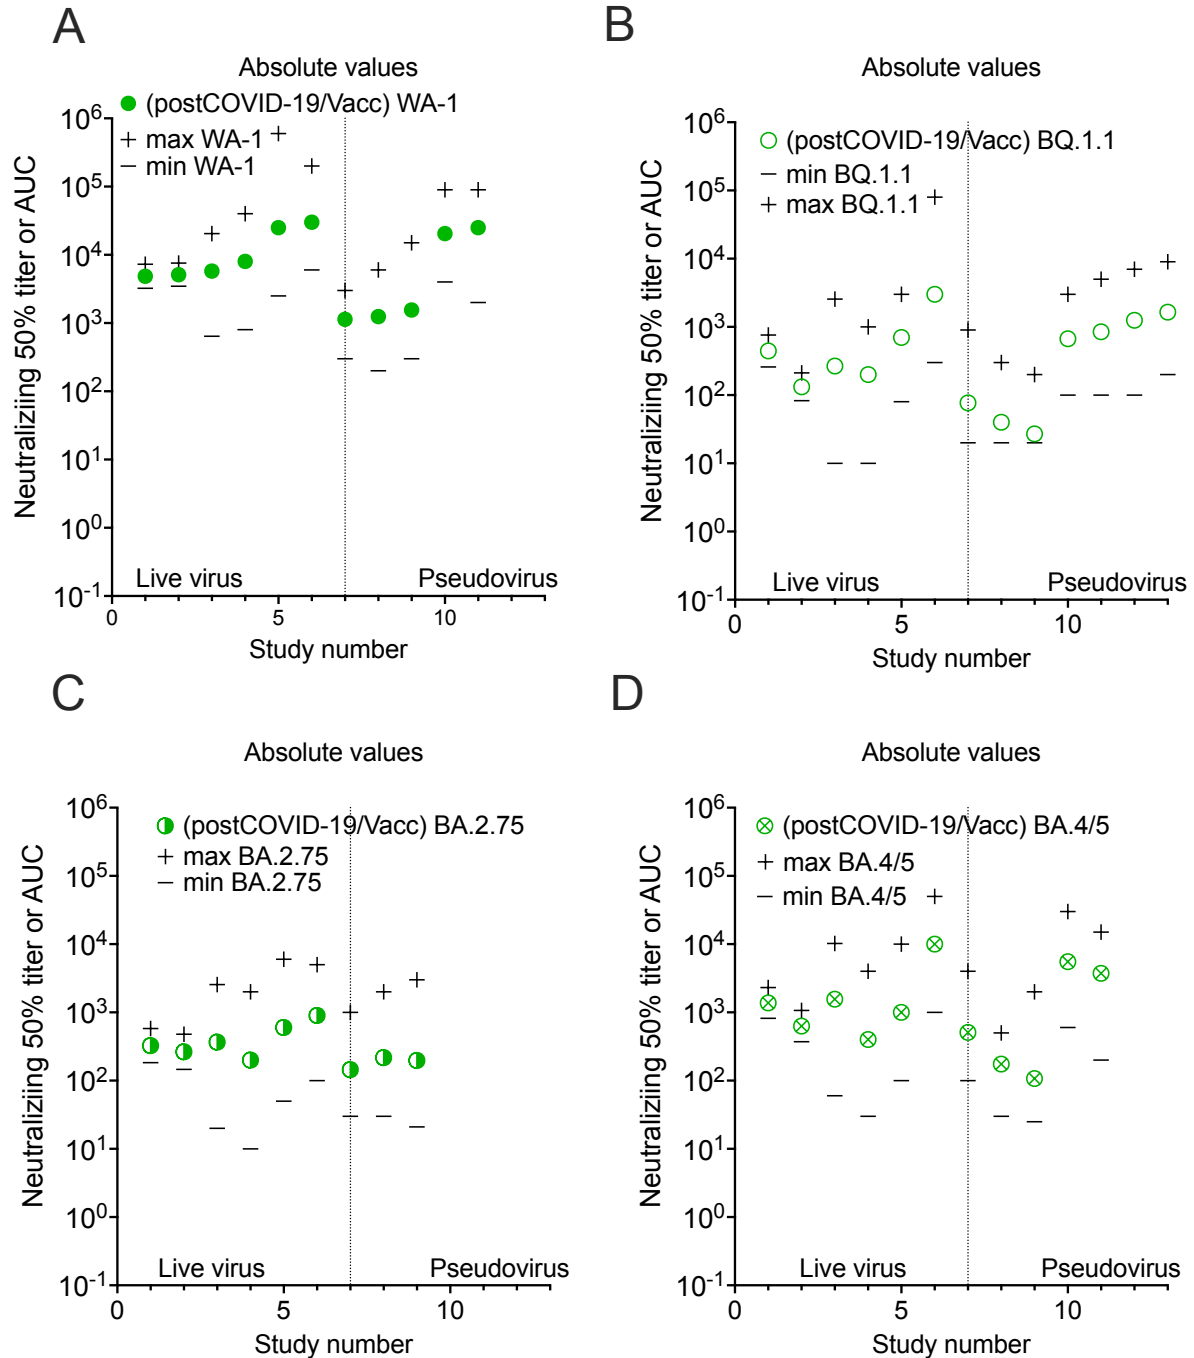 A
Absolute values
(postCOVID-19/Vacc) WA-1
max WA-1
min WA-1
Neutraliziing 50% titer or AUC
10^6
10^5
10^4
10^3
10^2
10^1
10^0
10^-1
Live virus
Pseudovirus
0 5 10
Study number
B
Absolute values
(postCOVID-19/Vacc) BQ.1.1
min BQ.1.1
max BQ.1.1
Neutraliziing 50% titer or AUC
10^6
10^5
10^4
10^3
10^2
10^1
10^0
10^-1
Live virus
Pseudovirus
0 5 10
Study number
C
Absolute values
(postCOVID-19/Vacc) BA.2.75
max BA.2.75
min BA.2.75
Neutraliziing 50% titer or AUC
10^6
10^5
10^4
10^3
10^2
10^1
10^0
10^-1
Live virus
Pseudovirus
0 5 10
Study number
D
Absolute values
(postCOVID-19/Vacc) BA.4/5
max BA.4/5
min BA.4/5
Neutraliziing 50% titer or AUC
10^6
10^5
10^4
10^3
10^2
10^1
10^0
10^-1
Live virus
Pseudovirus
0 5 10
Study number